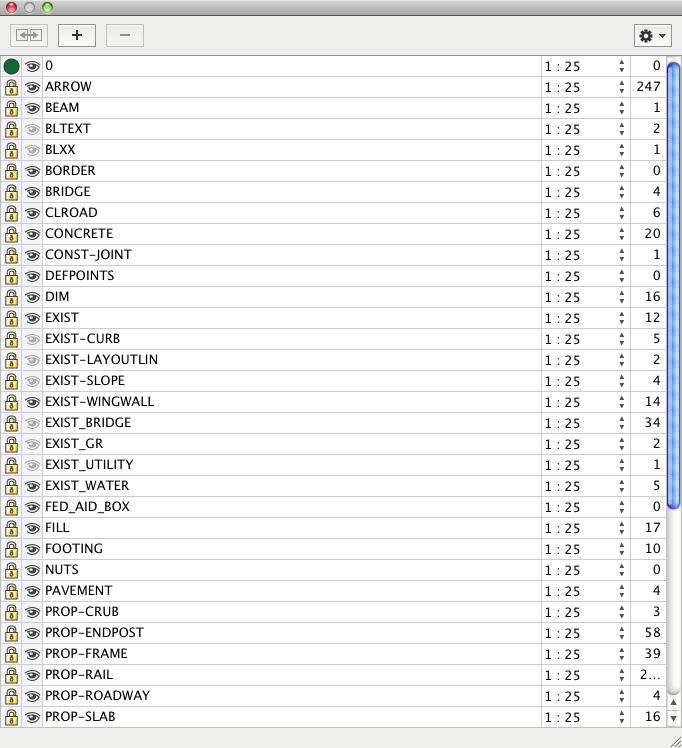 0 1 : 25 0
ARROW 1 : 25 247
BEAM 1 : 25 1
BLTEXT 1 : 25 2
BLXX 1 : 25 1
BORDER 1 : 25 0
BRIDGE 1 : 25 4
CLROAD 1 : 25 6
CONCRETE 1 : 25 20
CONST-JOINT 1 : 25 1
DEFPOINTS 1 : 25 0
DIM 1 : 25 16
EXIST 1 : 25 12
EXIST-CURB 1 : 25 5
EXIST-LAYOUTLIN 1 : 25 2
EXIST-SLOPE 1 : 25 4
EXIST-WINGWALL 1 : 25 14
EXIST_BRIDGE 1 : 25 34
EXIST_GR 1 : 25 2
EXIST_UTILITY 1 : 25 1
EXIST_WATER 1 : 25 5
FED_AID_BOX 1 : 25 0
FILL 1 : 25 17
FOOTING 1 : 25 10
NUTS 1 : 25 0
PAVEMENT 1 : 25 4
PROP-CRUB 1 : 25 3
PROP-ENDPOST 1 : 25 58
PROP-FRAME 1 : 25 39
PROP-RAIL 1 : 25 2...
PROP-ROADWAY 1 : 25 4
PROP-SLAB 1 : 25 16